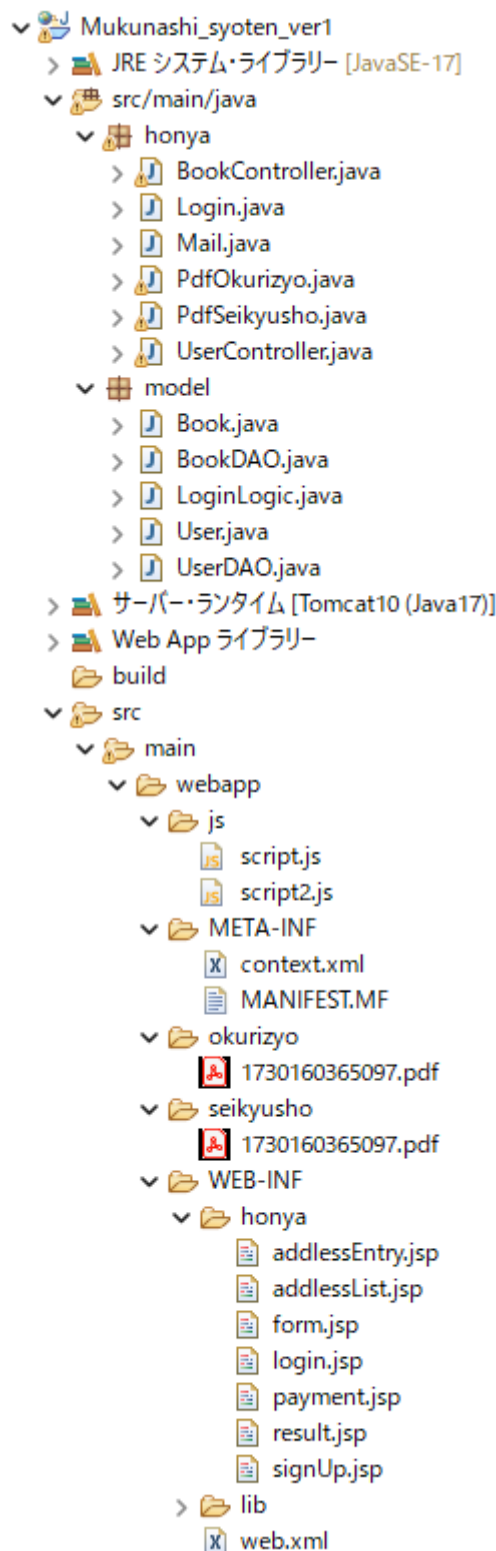 Mukunashi_syoten_ver1
JRE システム・ライブラリー [JavaSE-17]
src/main/java
honya
BookController.java
Login.java
Mail.java
PdfOkurizyo.java
PdfSeikyusho.java
UserController.java
model
Book.java
BookDAO.java
LoginLogic.java
User.java
UserDAO.java
サーバー・ランタイム [Tomcat10 (Java17)]
Web App ライブラリー
build
src
main
webapp
js
script.js
script2.js
META-INF
context.xml
MANIFEST.MF
okurizyo
1730160365097.pdf
seikyusho
1730160365097.pdf
WEB-INF
honya
addlessEntry.jsp
addlessList.jsp
form.jsp
login.jsp
payment.jsp
result.jsp
signUp.jsp
lib
web.xml